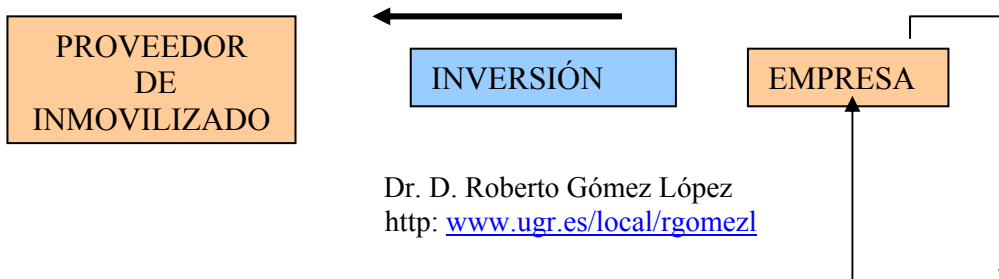 PROVEEDOR
DE
INMOVILIZADO
INVERSIÓN
EMPRESA
Dr. D. Roberto Gómez López
http: www.ugr.es/local/rgomezl